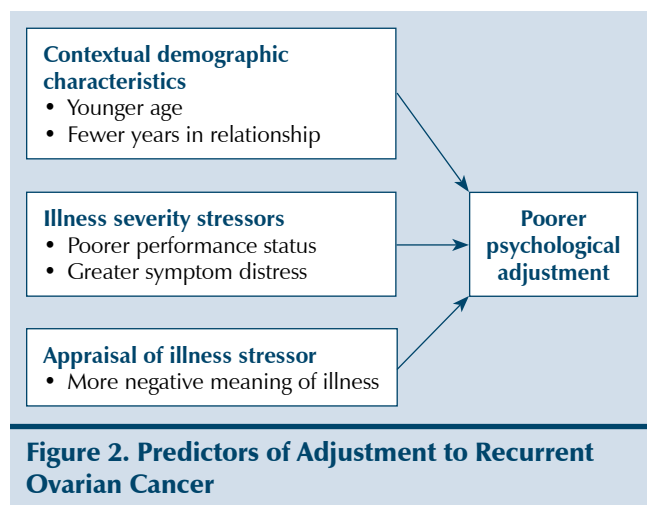 Contextual demographic
characteristics
• Younger age
• Fewer years in relationship
Illness severity stressors
• Poorer performance status
• Greater symptom distress
Appraisal of illness stressor
• More negative meaning of illness
Poorer
psychological
adjustment
Figure 2. Predictors of Adjustment to Recurrent
Ovarian Cancer